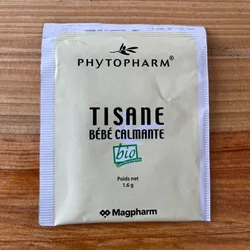 PHYTOPHARM®
TISANE
BÉBÉ CALMANTE
bio
Poids net
1.6 g
Magpharm